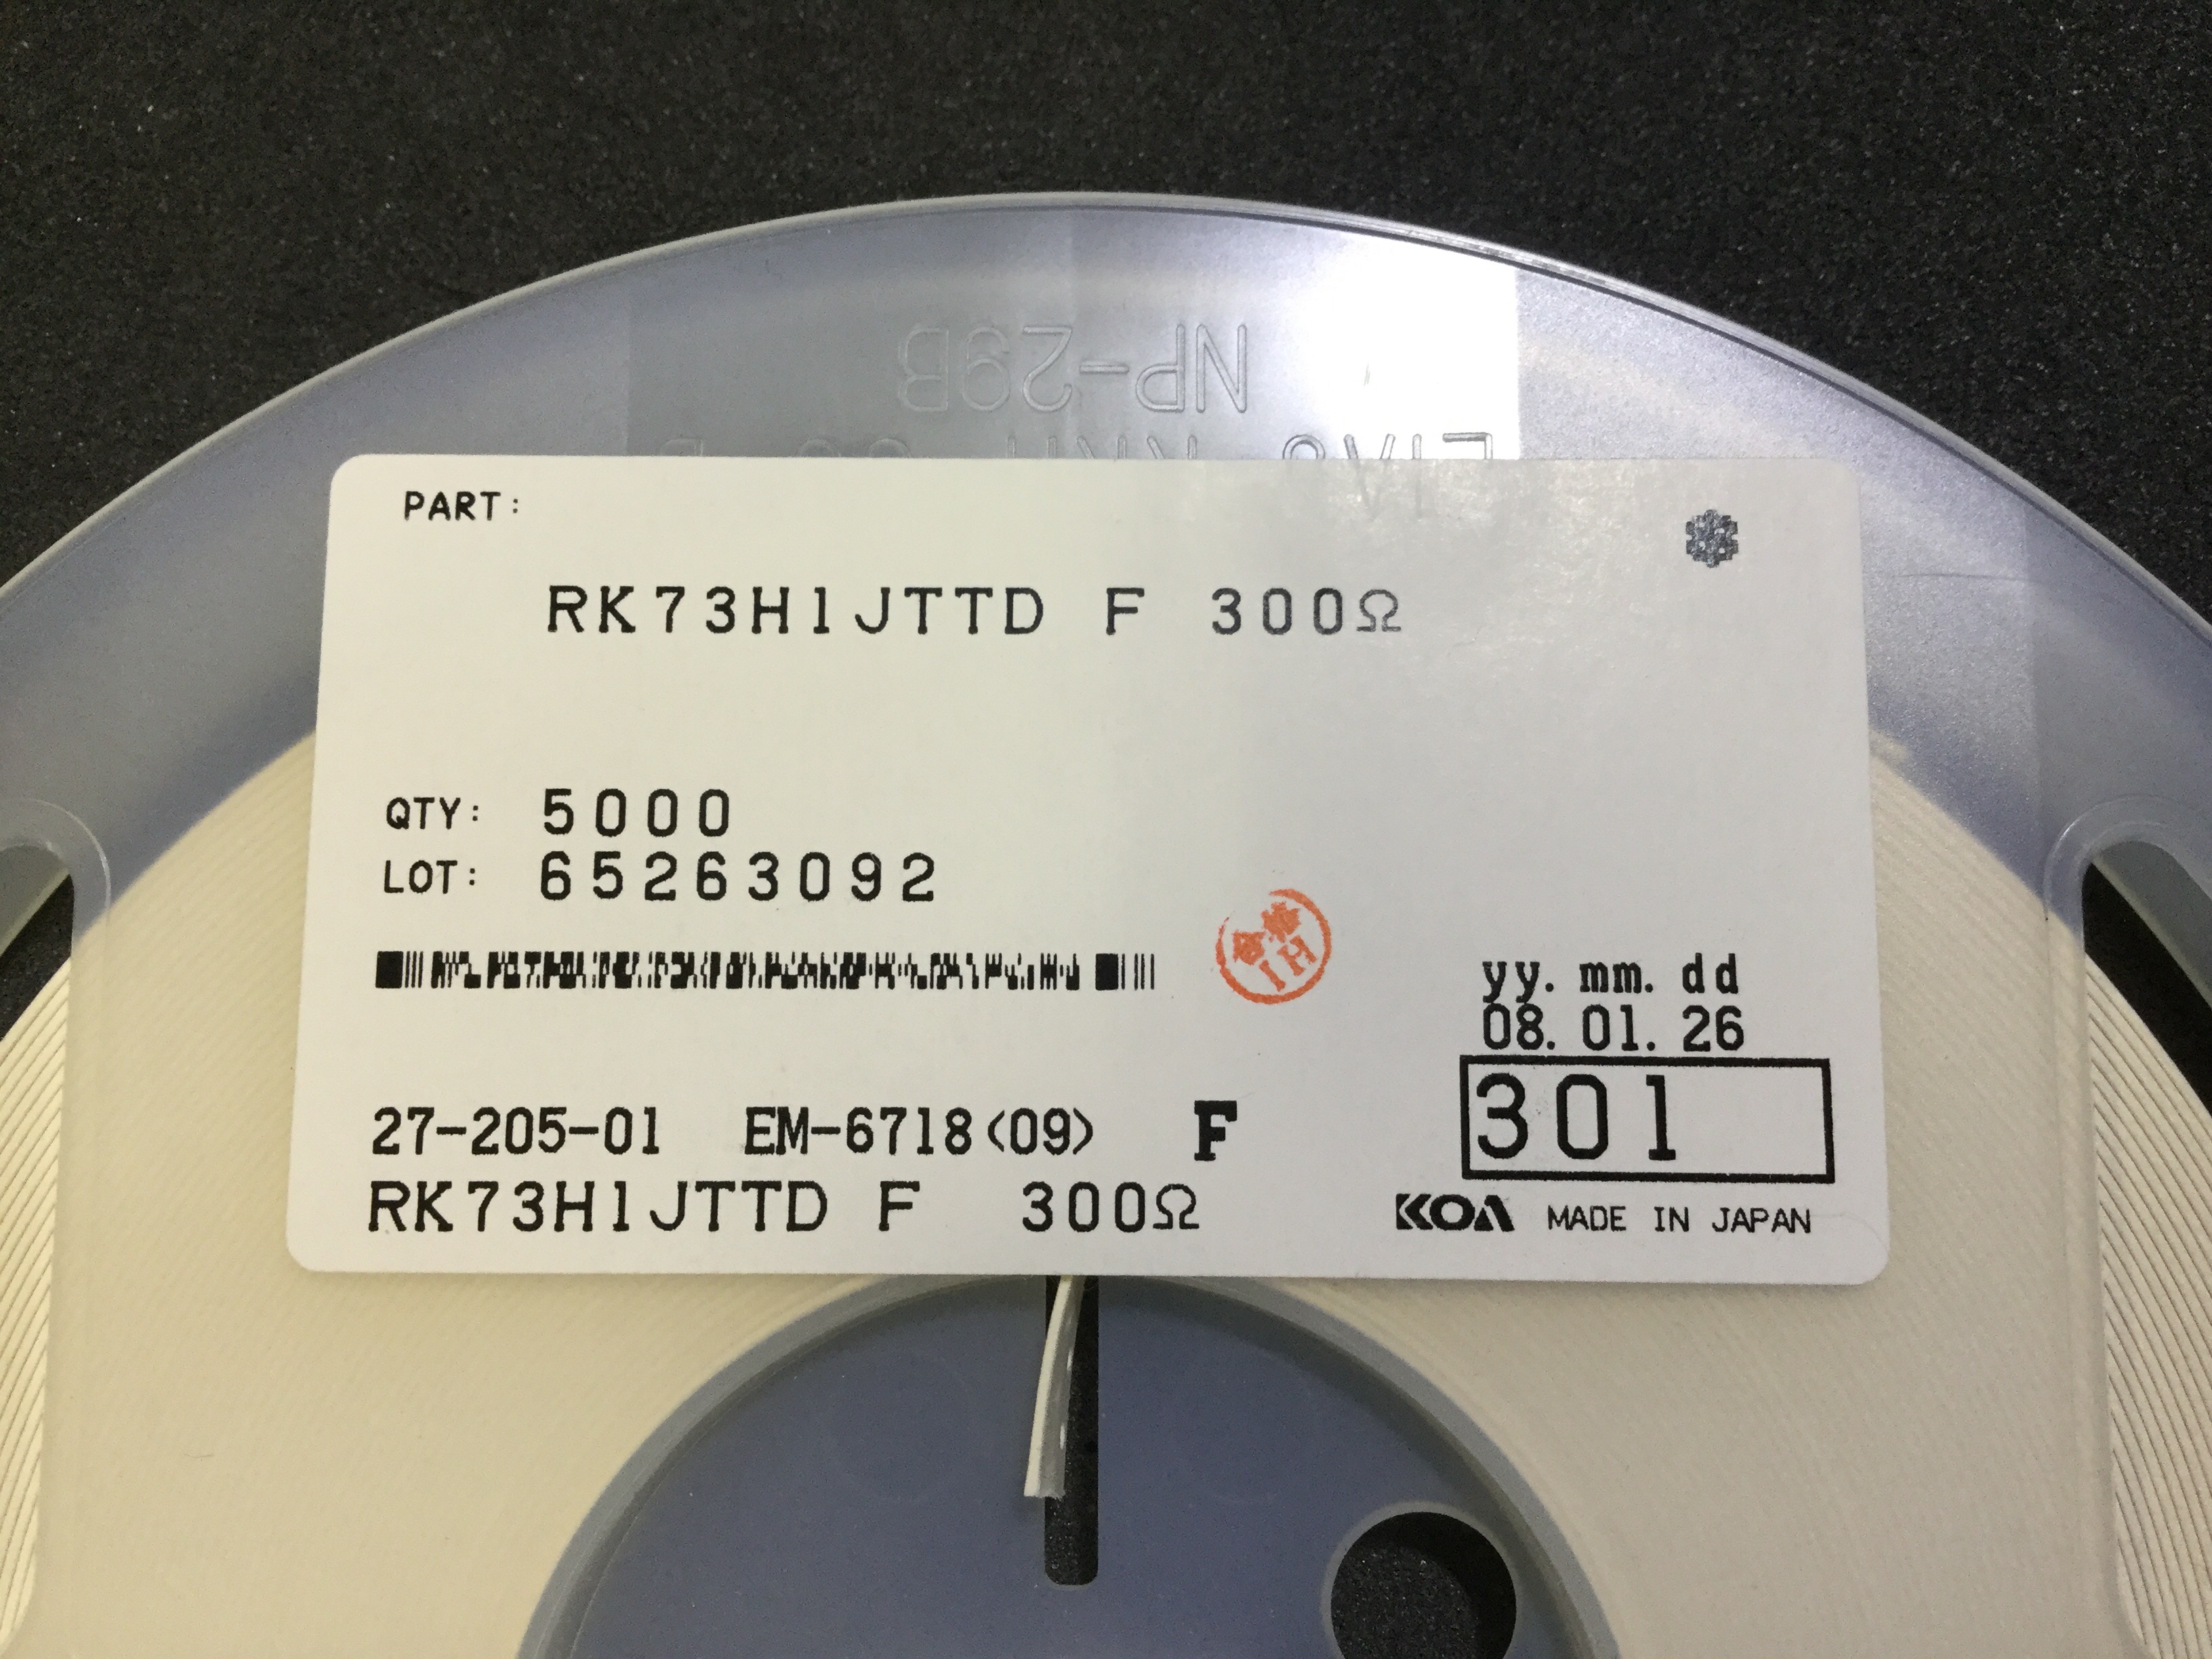 NP-29B
PART:
RK73H1JTTD F 300Ω
QTY: 5000
LOT: 65263092
yy. mm. dd
08. 01. 26
301
27-205-01 EM-6718<09> F
RK73H1JTTD F 300Ω
KOA MADE IN JAPAN